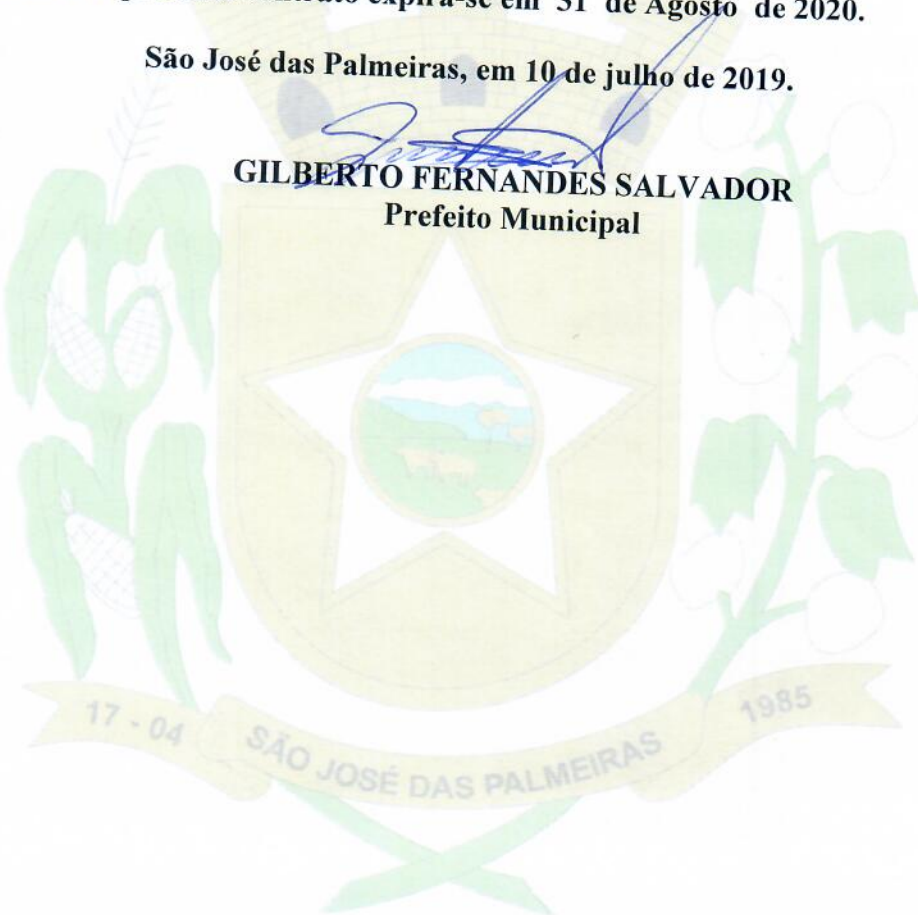 Contrato expira-se em 31 de Agosto de 2020.
São José das Palmeiras, em 10 de julho de 2019.
GILBERTO FERNANDES SALVADOR
Prefeito Municipal
17 - 04
SÃO JOSÉ DAS PALMEIRAS
1985